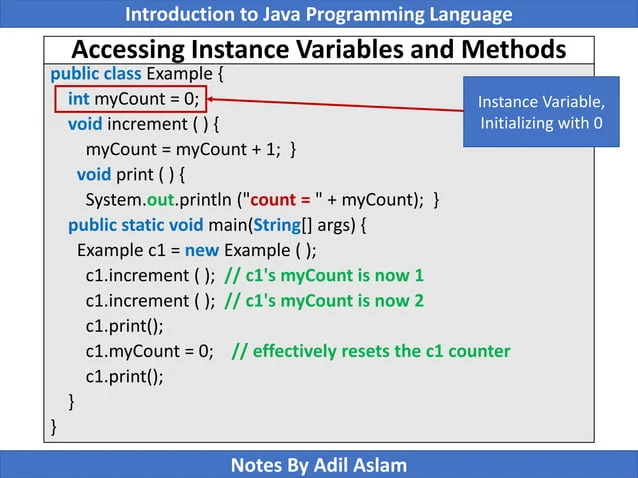 Introduction to Java Programming Language
Accessing Instance Variables and Methods
public class Example {
int myCount = 0;
void increment ( ) {
myCount = myCount + 1; }
void print ( ) {
System.out.println ("count = " + myCount); }
public static void main(String[] args) {
Example c1 = new Example ( );
c1.increment ( ); // c1's myCount is now 1
c1.increment ( ); // c1's myCount is now 2
c1.print();
c1.myCount = 0; // effectively resets the c1 counter
c1.print();
}
}
Instance Variable,
Initializing with 0
Notes By Adil Aslam